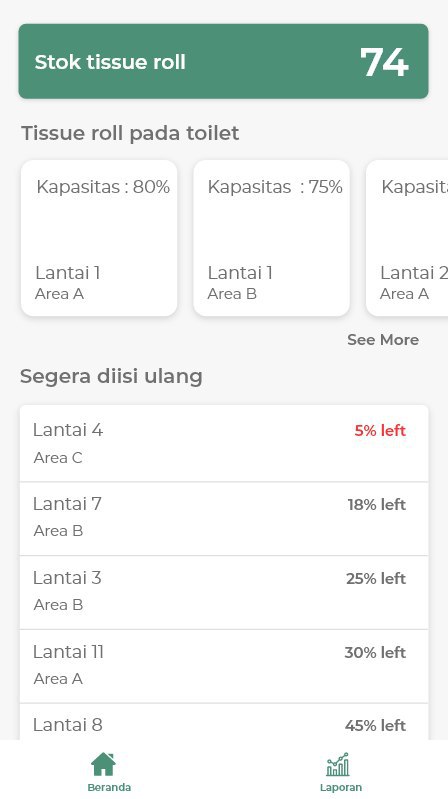 Stok tissue roll 74
Tissue roll pada toilet
Kapasitas : 80%
Lantai 1
Area A
Kapasitas : 75%
Lantai 1
Area B
Lantai 2
Area A
See More
Segera diisi ulang
Lantai 4 5% left
Area C
Lantai 7 18% left
Area B
Lantai 3 25% left
Area B
Lantai 11 30% left
Area A
Lantai 8 45% left
Beranda Laporan